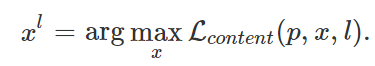 x^l = arg max_x ℒ_content(p, x, l).